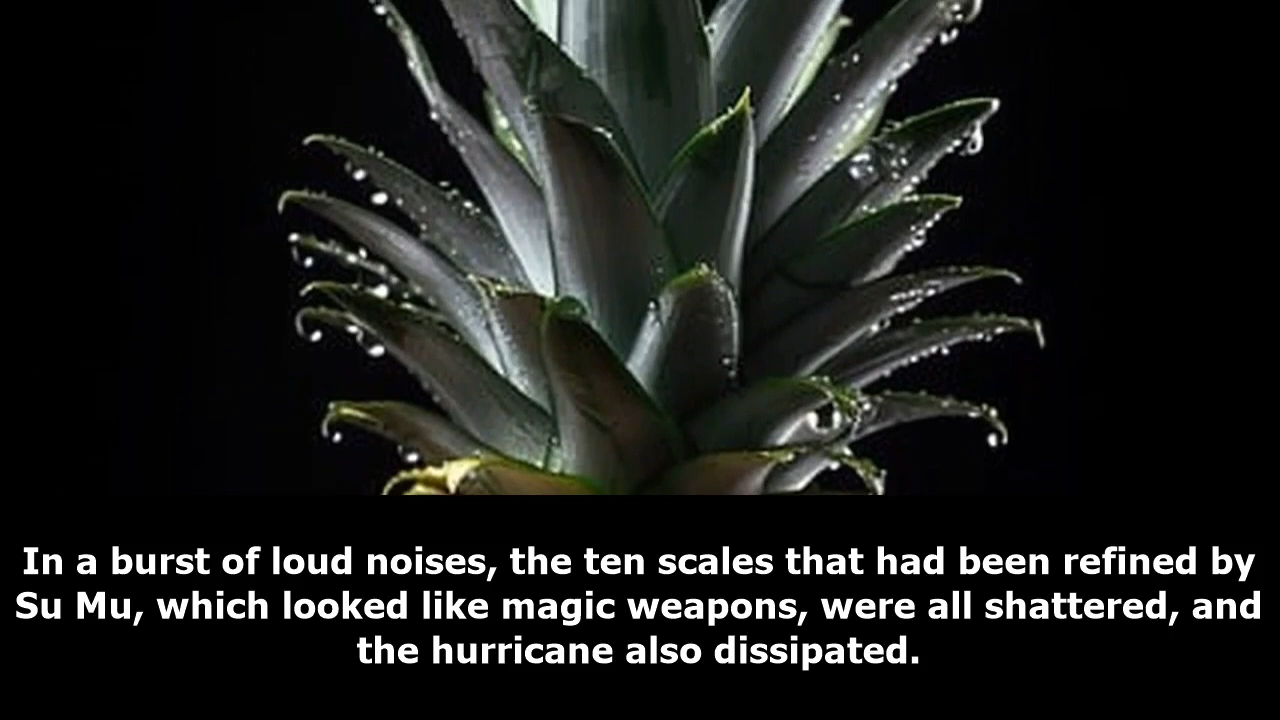 In a burst of loud noises, the ten scales that had been refined by
Su Mu, which looked like magic weapons, were all shattered, and
the hurricane also dissipated.